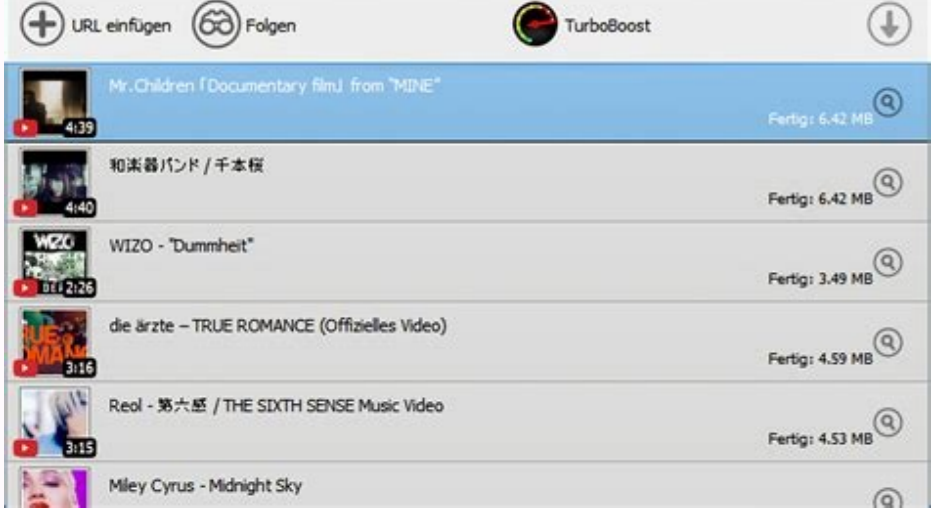 URL einfügen
Folgen
TurboBoost
Mr.Children「Documentary film」 from "MINE"
4:39
Fertig: 6.42 MB
和楽器バンド / 千本桜
4:40
Fertig: 6.42 MB
WIZO - "Dummheit"
WIZO
2:26
Fertig: 3.49 MB
die ärzte – TRUE ROMANCE (Offizielles Video)
3:16
Fertig: 4.59 MB
Reol - 第六感 / THE SIXTH SENSE Music Video
3:15
Fertig: 4.53 MB
Miley Cyrus - Midnight Sky